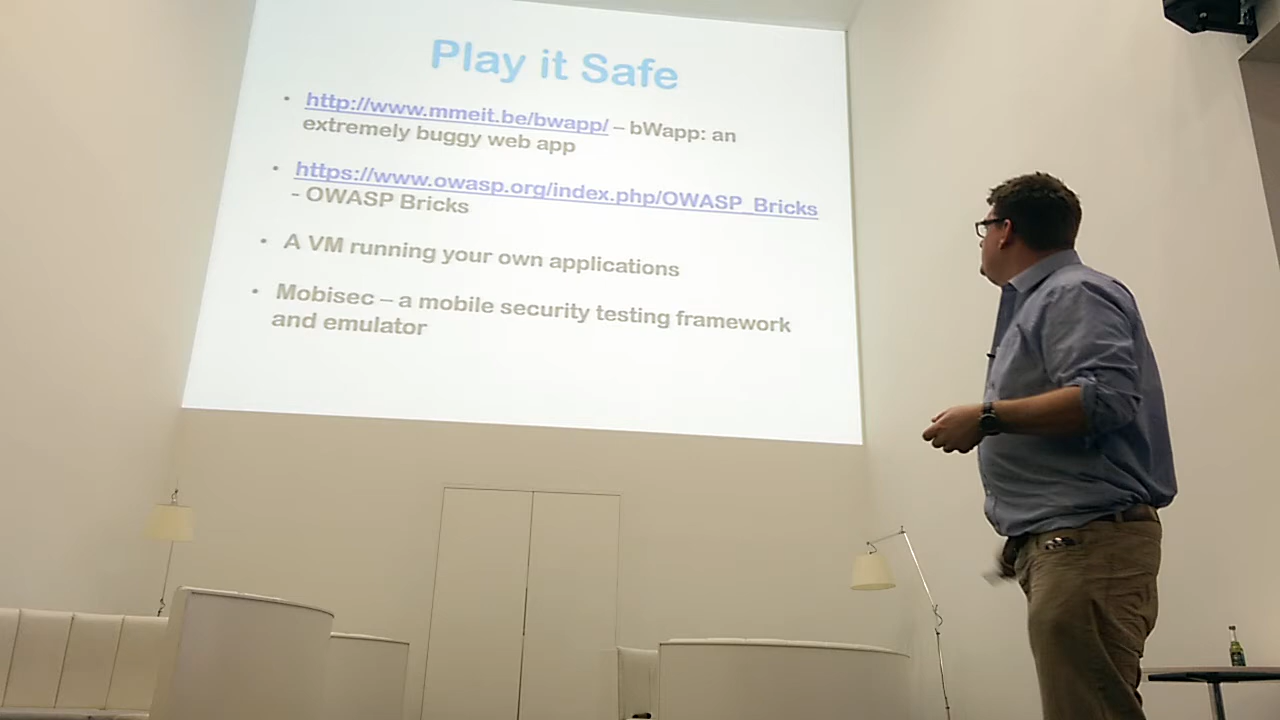 Play it Safe
• http://www.mmeit.be/bwapp/ – bWapp: an
extremely buggy web app
• https://www.owasp.org/index.php/OWASP_Bricks
- OWASP Bricks
• A VM running your own applications
• Mobisec – a mobile security testing framework
and emulator